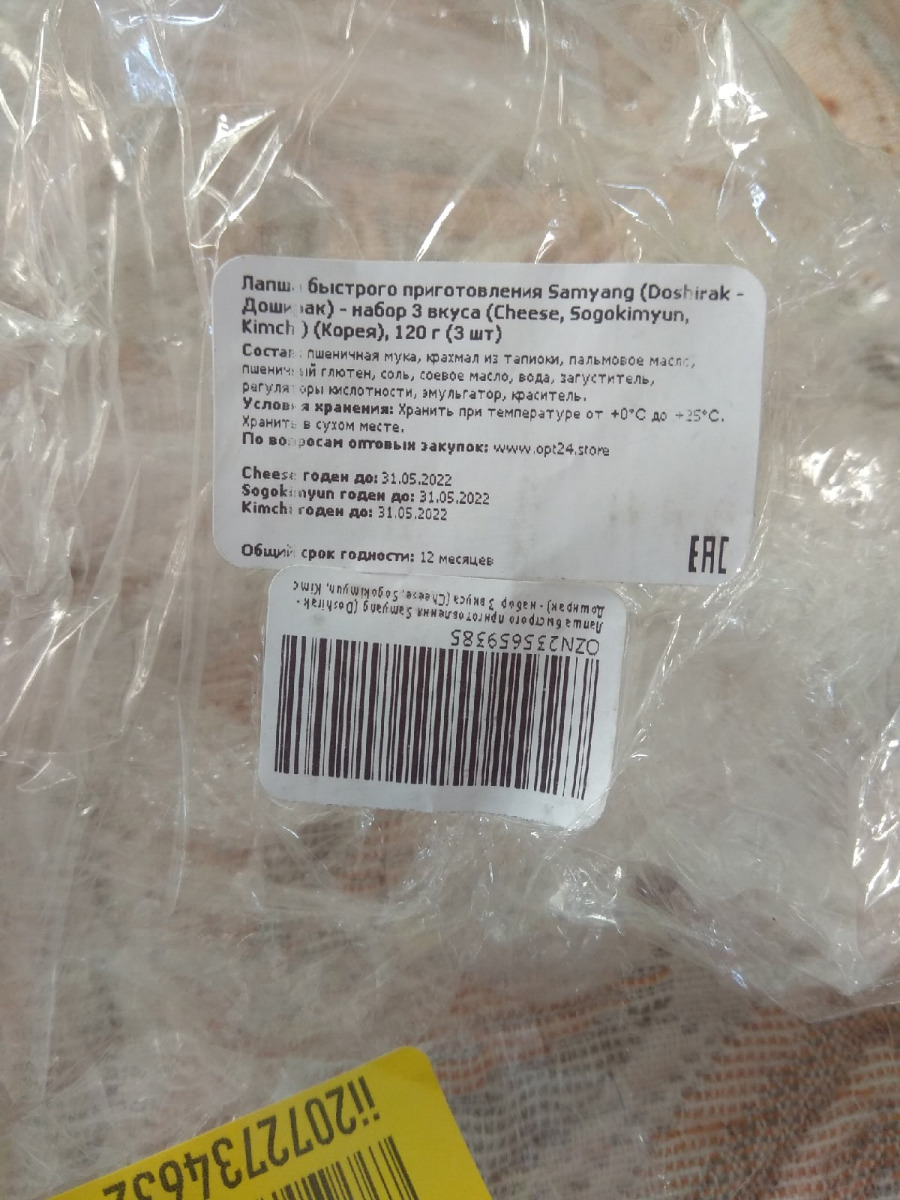 Лапша быстрого приготовления Samyang (Doshirak -
Доширак) - набор 3 вкуса (Cheese, Sogokimyun,
Kimchi) (Корея), 120 г (3 шт)
Состав: пшеничная мука, крахмал из тапиоки, пальмовое масло,
пшеничный глютен, соль, соевое масло, вода, загуститель,
регуляторы кислотности, эмульгатор, краситель.
Условия хранения: Хранить при температуре от +0°C до +25°C.
Хранить в сухом месте.
По вопросам оптовых закупок: www.opt24.store
Cheese годен до: 31.05.2022
Sogokimyun годен до: 31.05.2022
Kimchi годен до: 31.05.2022
Общий срок годности: 12 месяцев
EAC
OZN235659385
Лапша быстрого приготовления Samyang (Doshirak -
Доширак) - набор 3 вкуса (Cheese, Sogokimyun, Kimc
ii2072734632